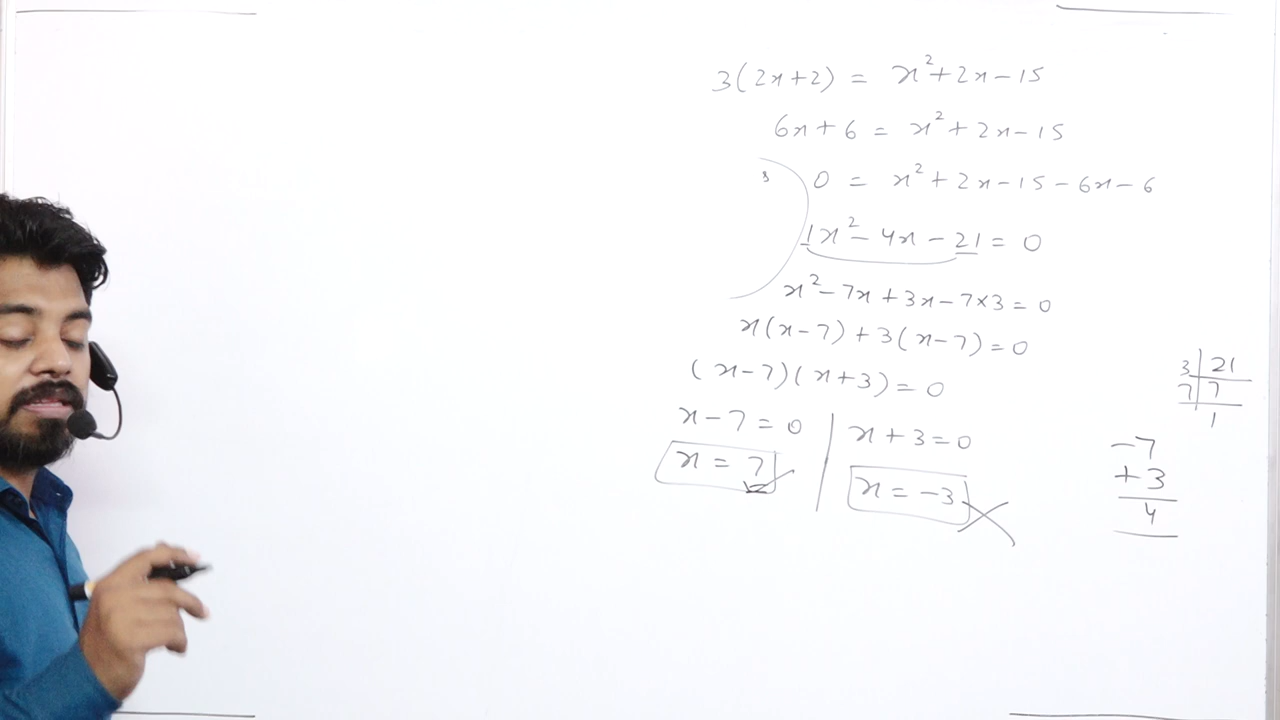 3(2x+2) = x²+2x-15
6x+6 = x²+2x-15
0 = x²+2x-15-6x-6
1x²-4x-21=0
x²-7x+3x-7×3=0
x(x-7)+3(x-7)=0
(x-7)(x+3)=0
x-7=0
x=7
x+3=0
x=-3
3 21
7 7
1
-7
+3
4